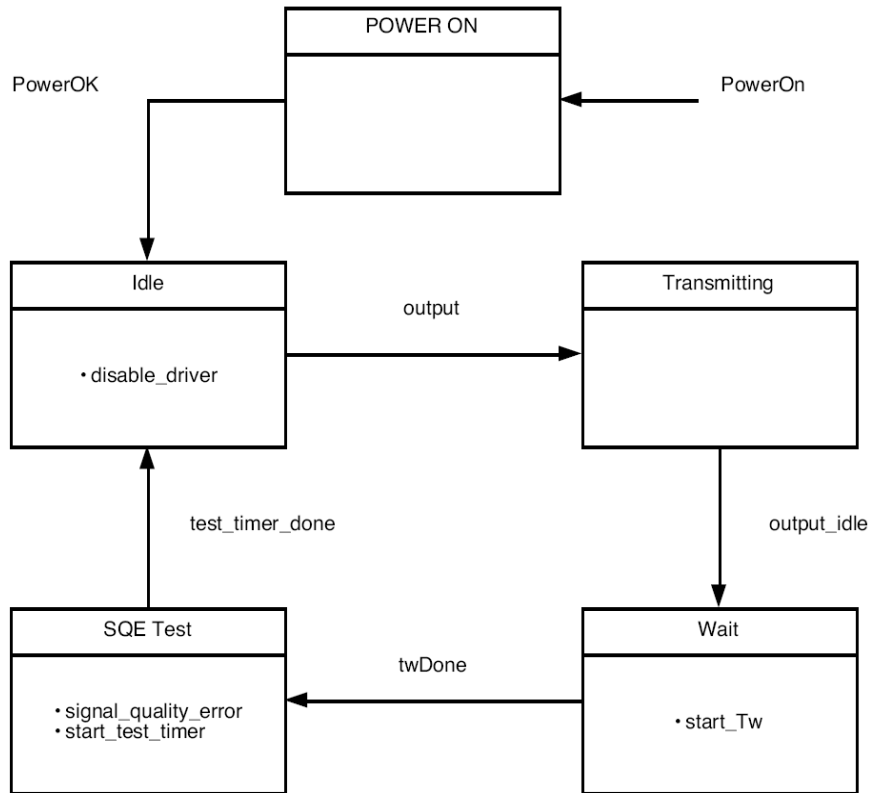 POWER ON
PowerOK
PowerOn
Idle
Transmitting
output
• disable_driver
test_timer_done
output_idle
SQE Test
Wait
twDone
• signal_quality_error
• start_test_timer
• start_Tw